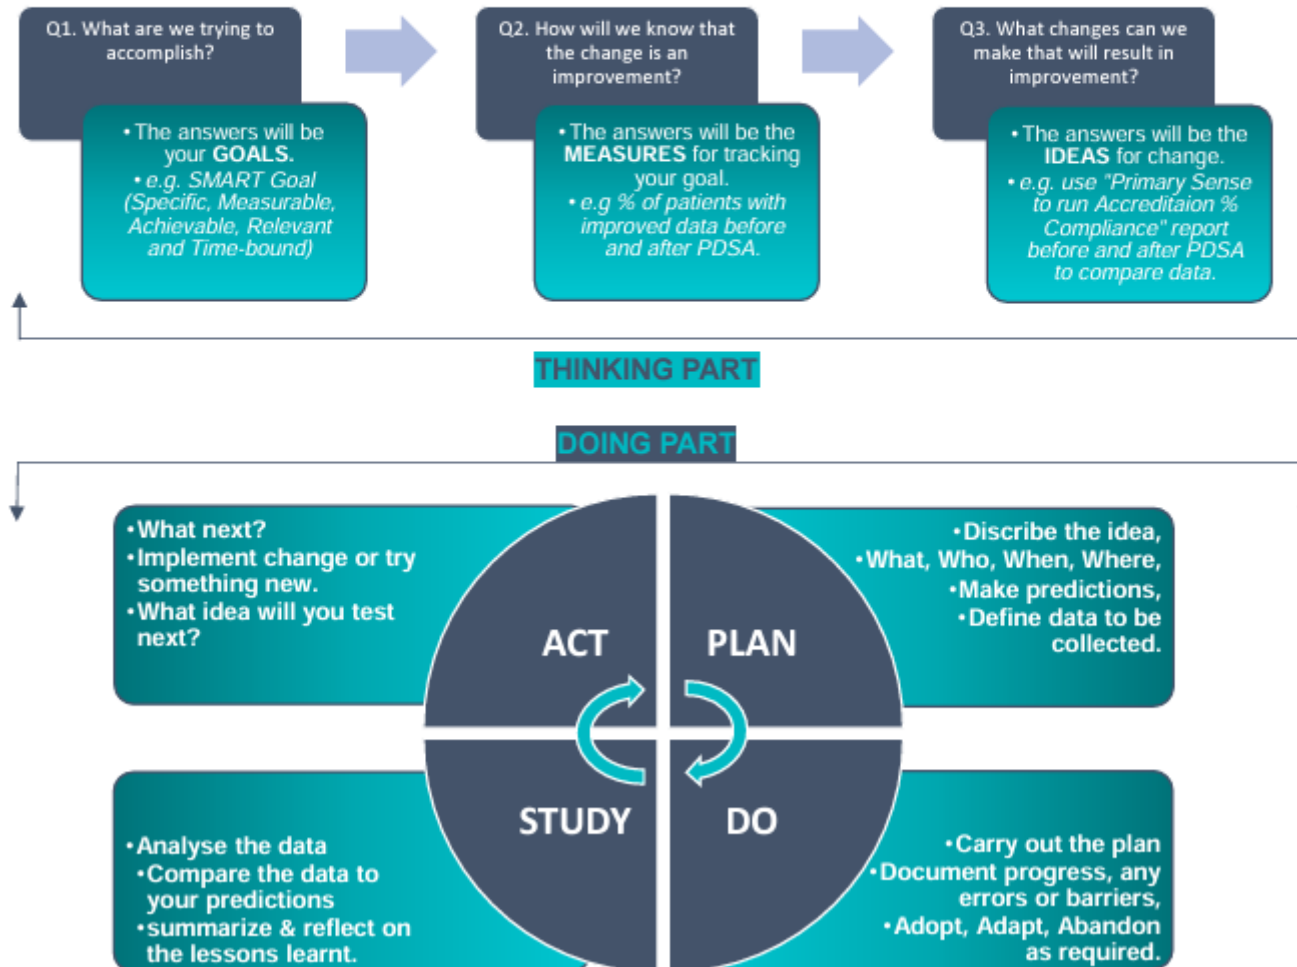 Q1. What are we trying to
accomplish?
• The answers will be
your GOALS.
• e.g. SMART Goal
(Specific, Measurable,
Achievable, Relevant
and Time-bound)
Q2. How will we know that
the change is an
improvement?
• The answers will be the
MEASURES for tracking
your goal.
• e.g % of patients with
improved data before
and after PDSA.
Q3. What changes can we
make that will result in
improvement?
• The answers will be the
IDEAS for change.
• e.g. use "Primary Sense
to run Accreditaion %
Compliance" report
before and after PDSA
to compare data.
THINKING PART
DOING PART
• What next?
• Implement change or try
something new.
• What idea will you test
next?
ACT
PLAN
• Discribe the idea,
• What, Who, When, Where,
• Make predictions,
• Define data to be
collected.
• Analyse the data
• Compare the data to
your predictions
• summarize & reflect on
the lessons learnt.
STUDY
DO
• Carry out the plan
• Document progress, any
errors or barriers,
• Adopt, Adapt, Abandon
as required.